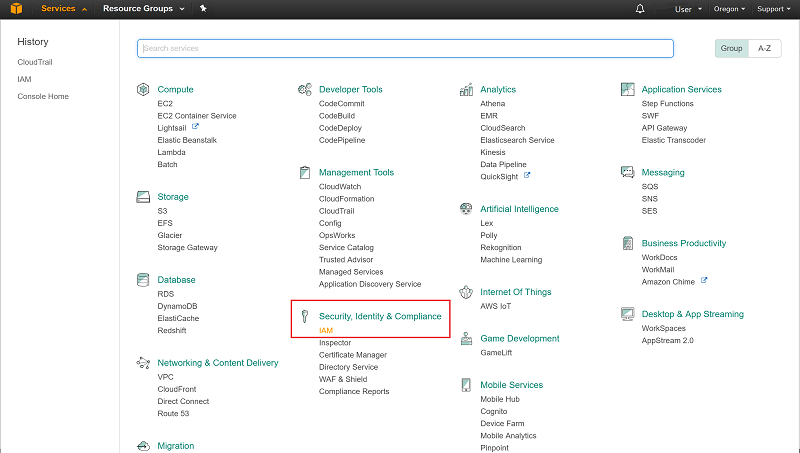 Services
Resource Groups
User
Oregon
Support
History
CloudTrail
IAM
Console Home
Search services
Group
A-Z
Compute
EC2
EC2 Container Service
Lightsail
Elastic Beanstalk
Lambda
Batch
Storage
S3
EFS
Glacier
Storage Gateway
Database
RDS
DynamoDB
ElastiCache
Redshift
Networking & Content Delivery
VPC
CloudFront
Direct Connect
Route 53
Migration
Developer Tools
CodeCommit
CodeBuild
CodeDeploy
CodePipeline
Management Tools
CloudWatch
CloudFormation
CloudTrail
Config
OpsWorks
Service Catalog
Trusted Advisor
Managed Services
Application Discovery Service
Security, Identity & Compliance
IAM
Inspector
Certificate Manager
Directory Service
WAF & Shield
Compliance Reports
Analytics
Athena
EMR
CloudSearch
Elasticsearch Service
Kinesis
Data Pipeline
QuickSight
Artificial Intelligence
Lex
Polly
Rekognition
Machine Learning
Internet Of Things
AWS IoT
Game Development
GameLift
Mobile Services
Mobile Hub
Cognito
Device Farm
Mobile Analytics
Pinpoint
Application Services
Step Functions
SWF
API Gateway
Elastic Transcoder
Messaging
SQS
SNS
SES
Business Productivity
WorkDocs
WorkMail
Amazon Chime
Desktop & App Streaming
WorkSpaces
AppStream 2.0